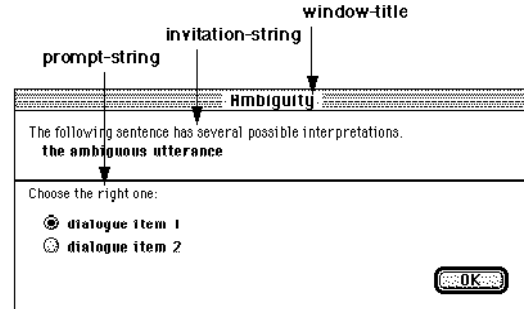 window-title
invitation-string
prompt-string
Ambiguity
The following sentence has several possible interpretations.
the ambiguous utterance
Choose the right one:
dialogue item 1
dialogue item 2
OK